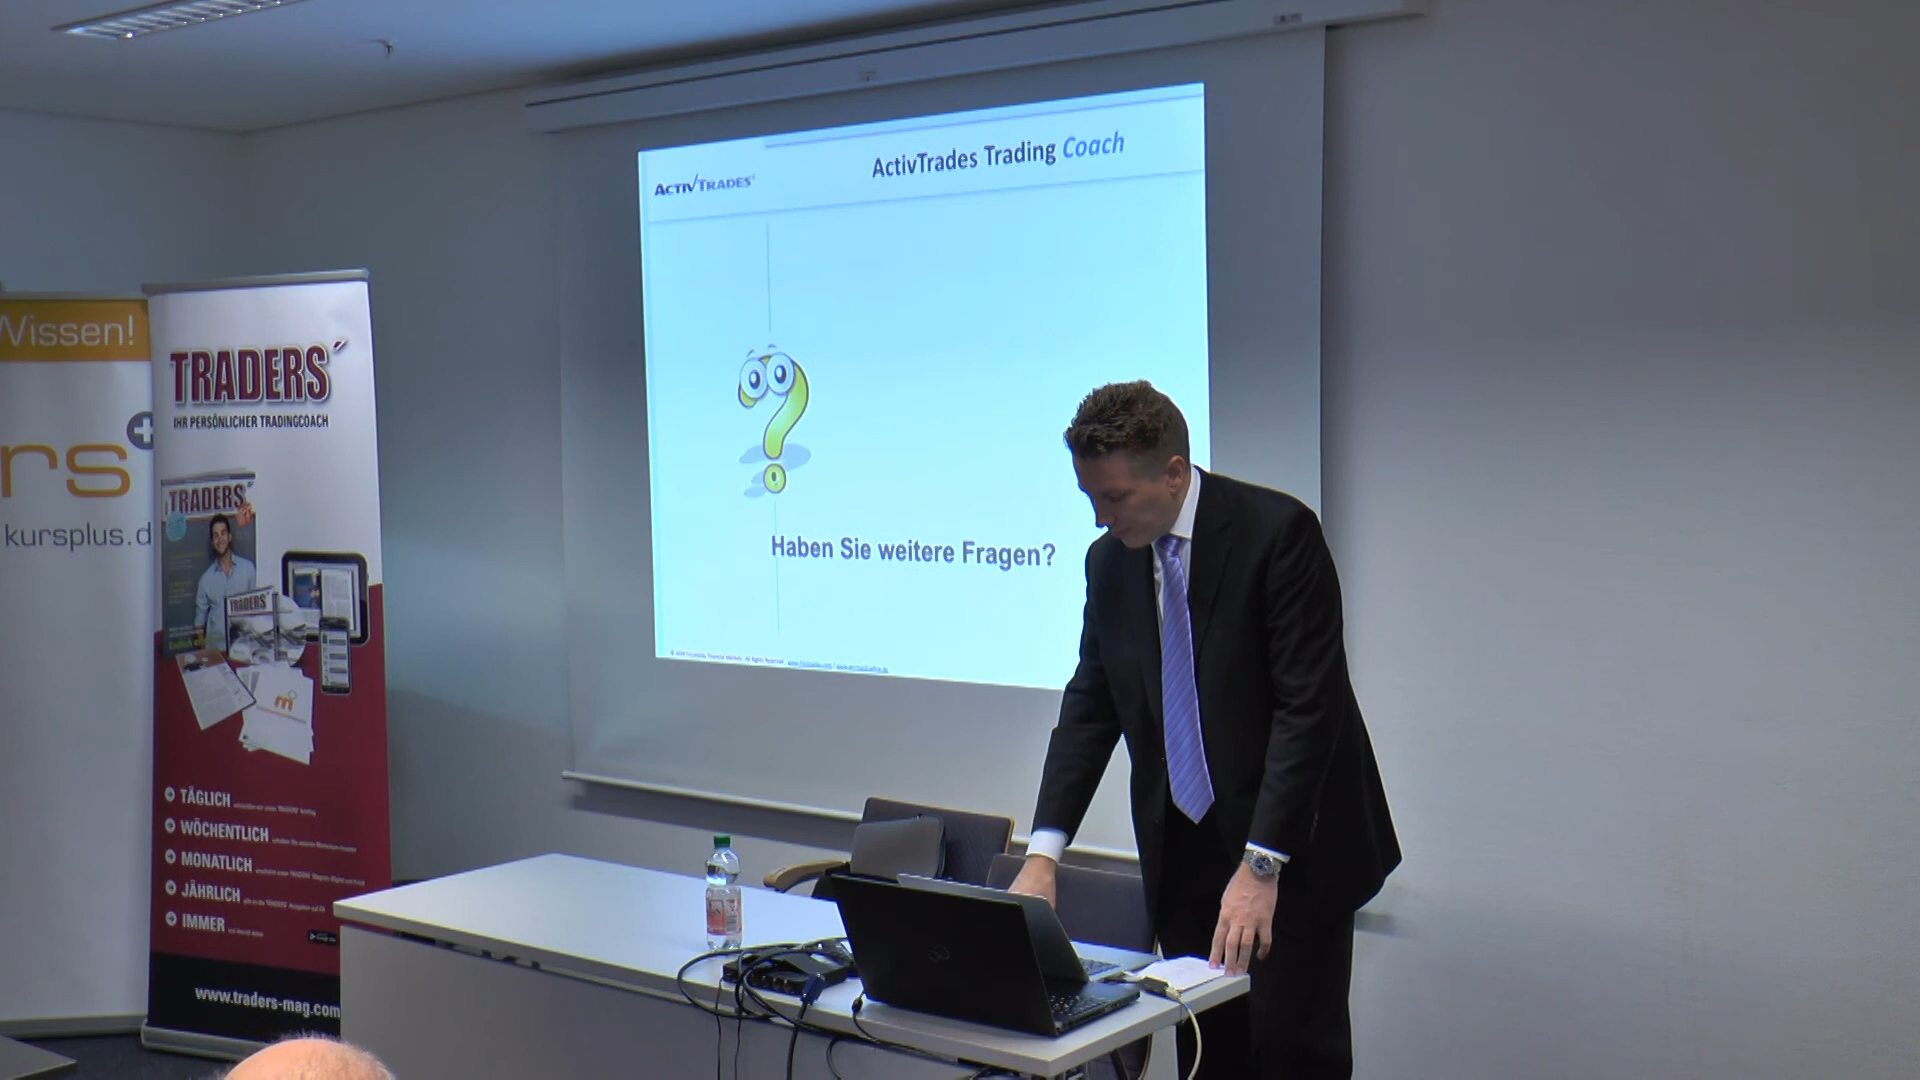 ActivTrades Trading Coach
ACTIVTRADES
Haben Sie weitere Fragen?
Wissen!
rs+
kursplus.d
TRADERS´
IHR PERSÖNLICHER TRADINGCOACH
TRADERS´
TRADERS´
m
TÄGLICH
WÖCHENTLICH
MONATLICH
JÄHRLICH
IMMER
www.traders-mag.com